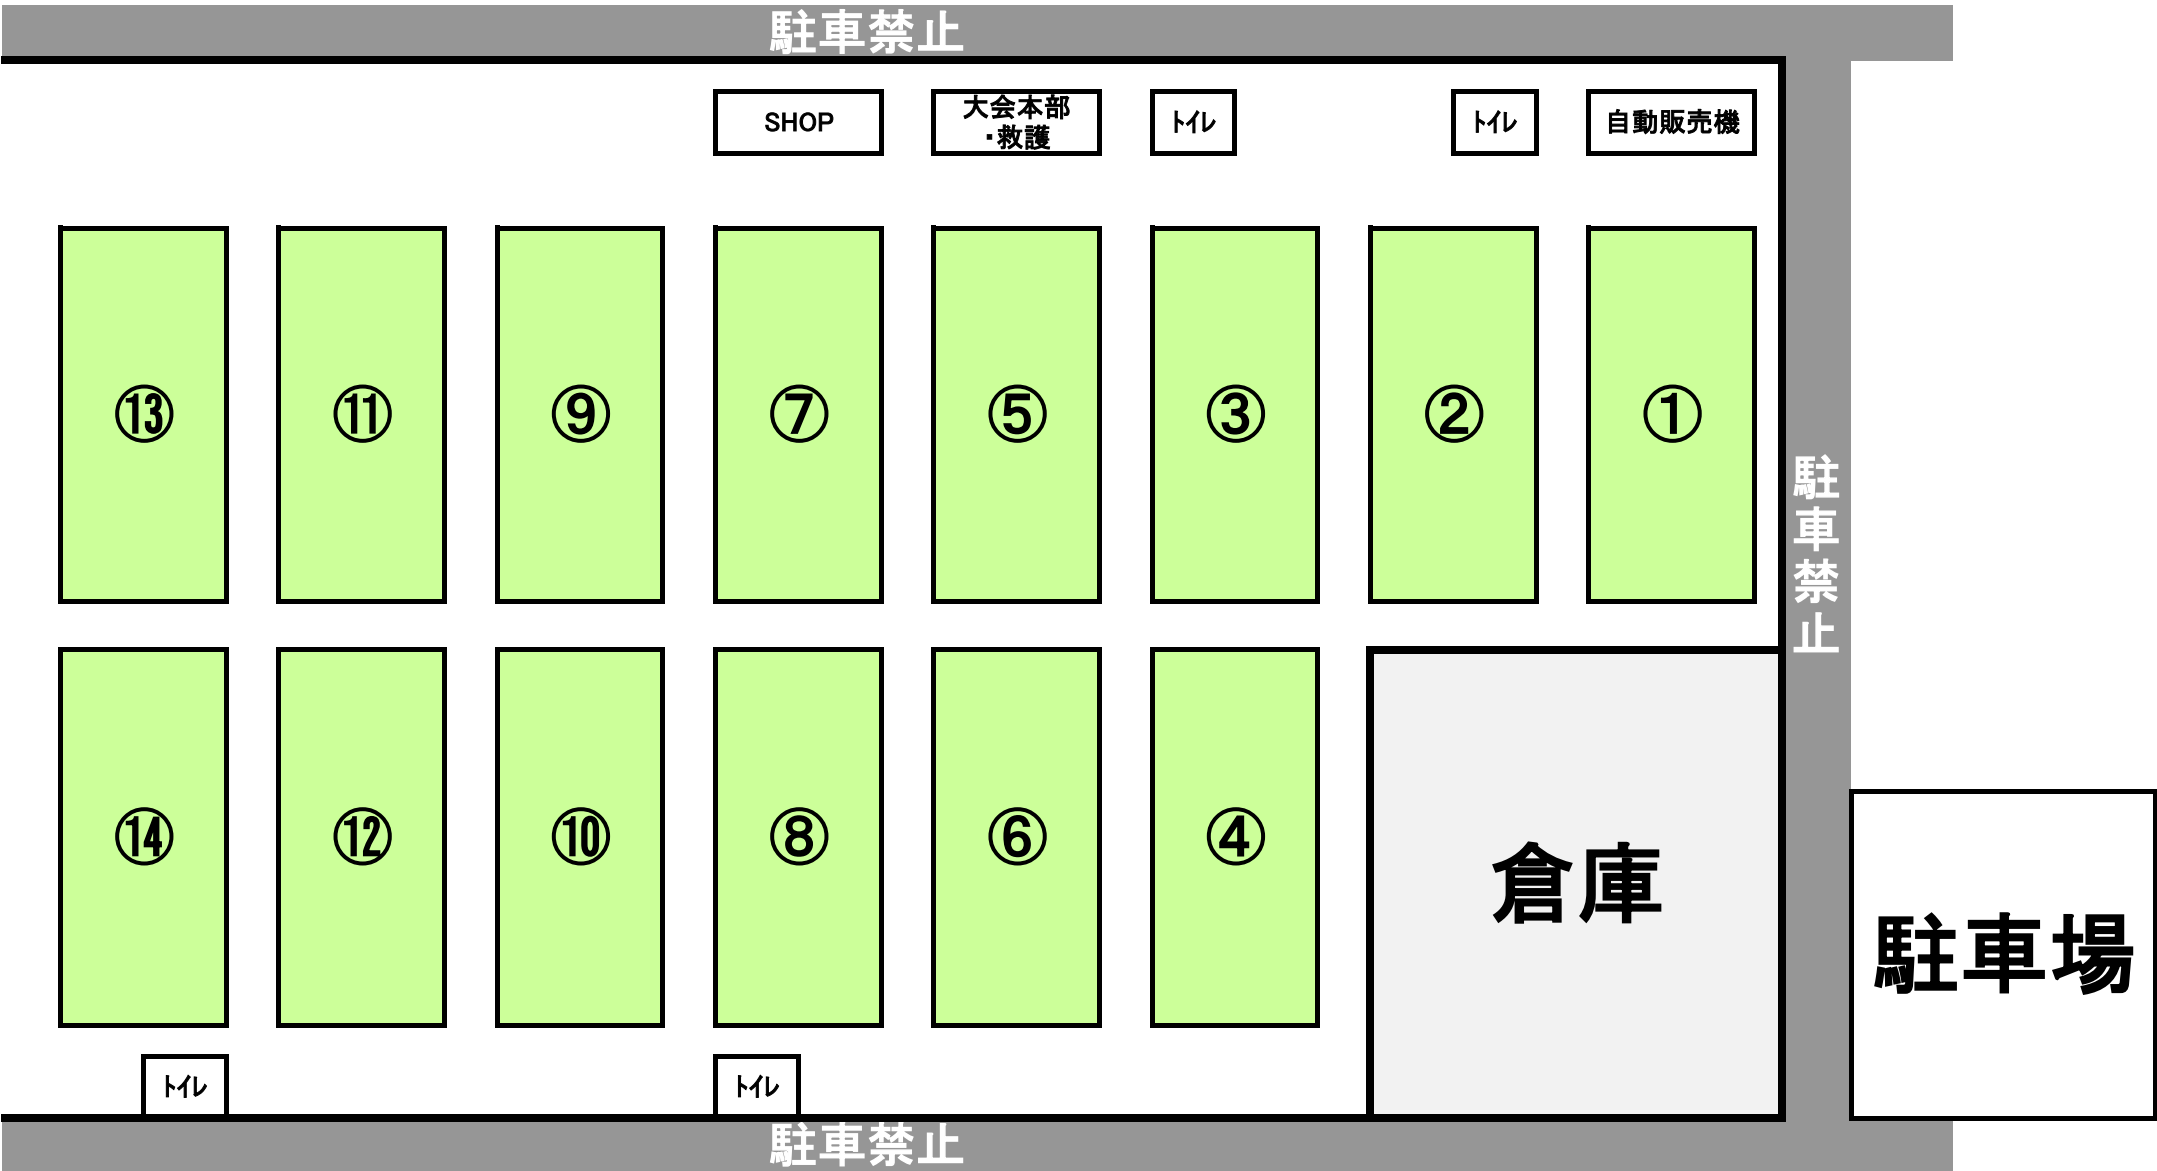 駐車禁止
SHOP
大会本部
・救護
ﾄｲﾚ
ﾄｲﾚ
自動販売機
⑬
⑪
⑨
⑦
⑤
③
②
①
駐車禁止
⑭
⑫
⑩
⑧
⑥
④
倉庫
駐車場
ﾄｲﾚ
ﾄｲﾚ
駐車禁止